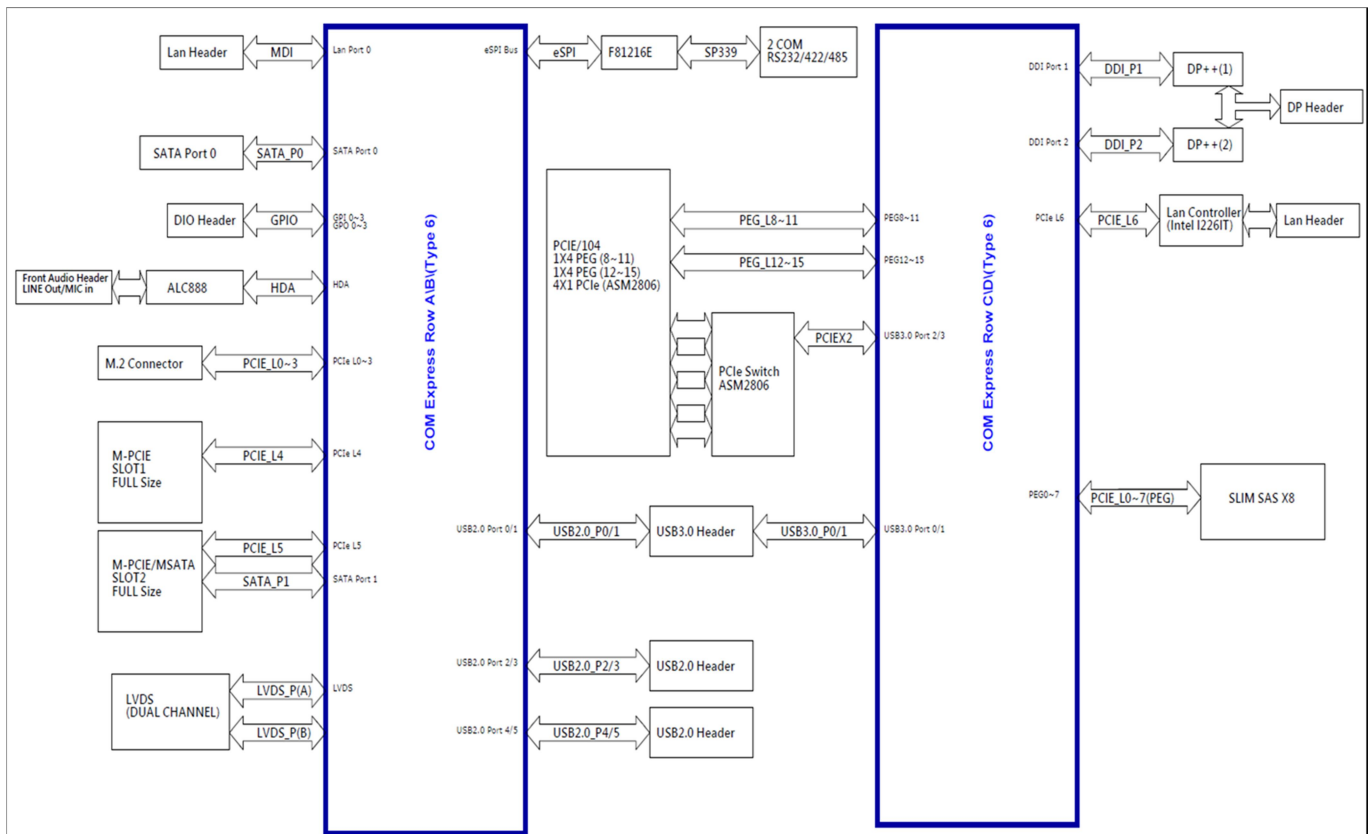 Lan Header
MDI
Lan Port 0
SATA Port 0
SATA_P0
SATA Port 0
DIO Header
GPIO
GPI 0~3
GPO 0~3
Front Audio Header
LINE Out/MIC in
ALC888
HDA
HDA
M.2 Connector
PCIE_L0~3
PCIe L0~3
M-PCIE
SLOT1
FULL Size
PCIE_L4
PCIe L4
M-PCIE/MSATA
SLOT2
FULL Size
PCIE_L5
PCIe L5
SATA_P1
SATA Port 1
LVDS
(DUAL CHANNEL)
LVDS_P(A)
LVDS
LVDS_P(B)
COM Express Row A\B\(Type 6)
eSPI Bus
eSPI
F81216E
SP339
2 COM
RS232/422/485
PCIE/104
1X4 PEG (8~11)
1X4 PEG (12~15)
4X1 PCIe (ASM2806)
PEG_L8~11
PEG8~11
PEG_L12~15
PEG12~15
PCIe Switch
ASM2806
PCIEX2
USB3.0 Port 2/3
USB2.0 Port 0/1
USB2.0_P0/1
USB3.0 Header
USB3.0_P0/1
USB3.0 Port 0/1
USB2.0 Port 2/3
USB2.0_P2/3
USB2.0 Header
USB2.0 Port 4/5
USB2.0_P4/5
USB2.0 Header
COM Express Row C\D\(Type 6)
DDI Port 1
DDI_P1
DP++(1)
DP Header
DDI Port 2
DDI_P2
DP++(2)
PCIe L6
PCIE_L6
Lan Controller
(Intel I226IT)
Lan Header
PEG0~7
PCIE_L0~7(PEG)
SLIM SAS X8